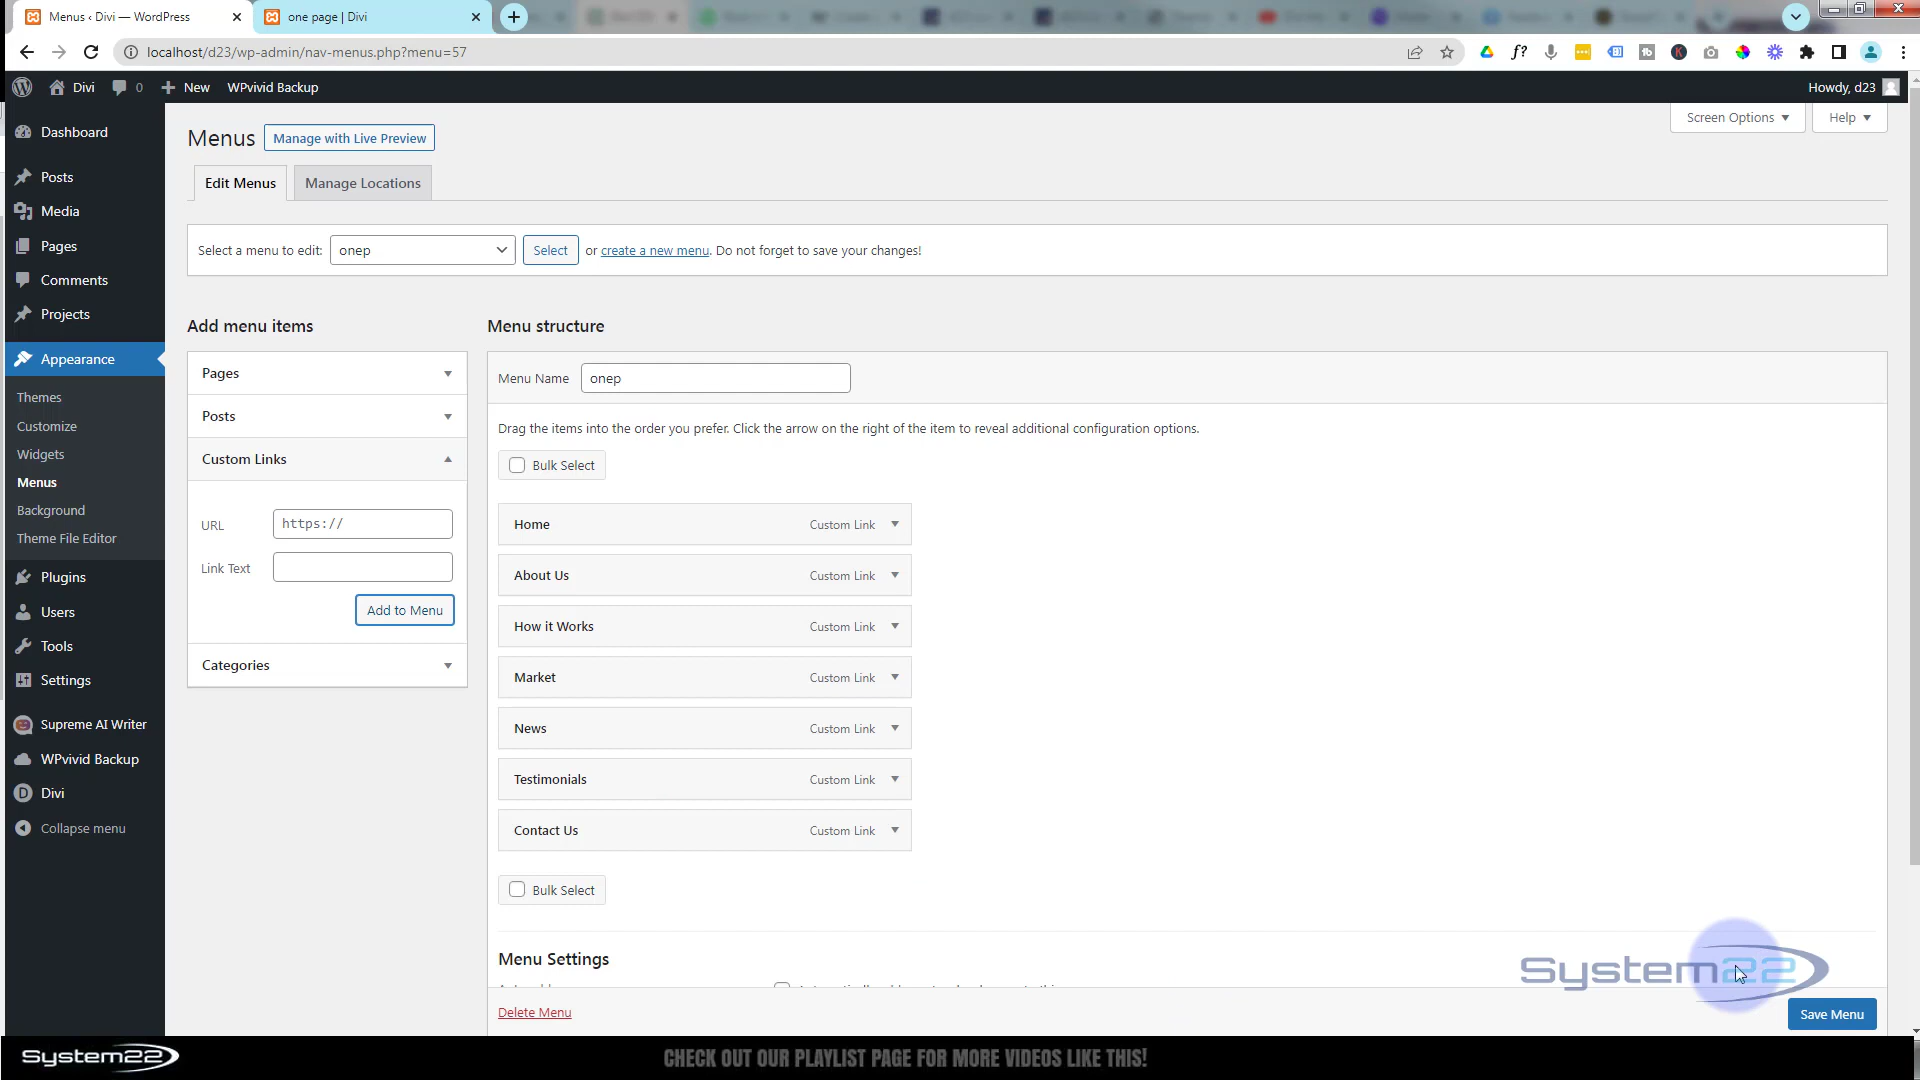 Menus ‹ Divi — WordPress
one page | Divi
localhost/d23/wp-admin/nav-menus.php?menu=57
Divi
0
New
WPvivid Backup
Howdy, d23
Dashboard
Posts
Media
Pages
Comments
Projects
Appearance
Themes
Customize
Widgets
Menus
Background
Theme File Editor
Plugins
Users
Tools
Settings
Supreme AI Writer
WPvivid Backup
Divi
Collapse menu
Menus
Manage with Live Preview
Screen Options
Help
Edit Menus
Manage Locations
Select a menu to edit:
onep
Select
or create a new menu. Do not forget to save your changes!
Add menu items
Pages
Posts
Custom Links
URL
https://
Link Text
Add to Menu
Categories
Menu structure
Menu Name
onep
Drag the items into the order you prefer. Click the arrow on the right of the item to reveal additional configuration options.
Bulk Select
Home Custom Link
About Us Custom Link
How it Works Custom Link
Market Custom Link
News Custom Link
Testimonials Custom Link
Contact Us Custom Link
Bulk Select
Menu Settings
Delete Menu
Save Menu
System22
System22
CHECK OUT OUR PLAYLIST PAGE FOR MORE VIDEOS LIKE THIS!